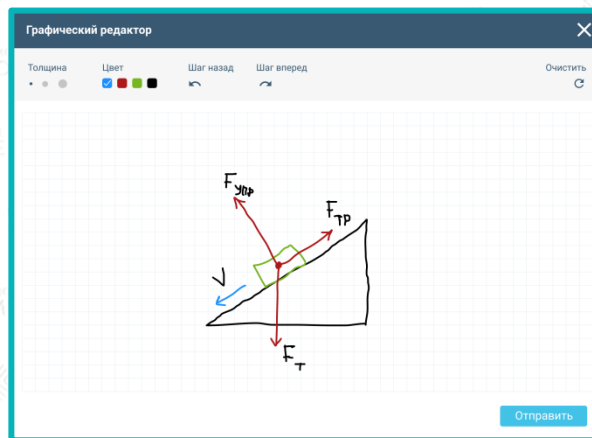 Графический редактор
Толщина Цвет Шаг назад Шаг вперед Очистить
Fупр
Fтр
V
Fт
Отправить